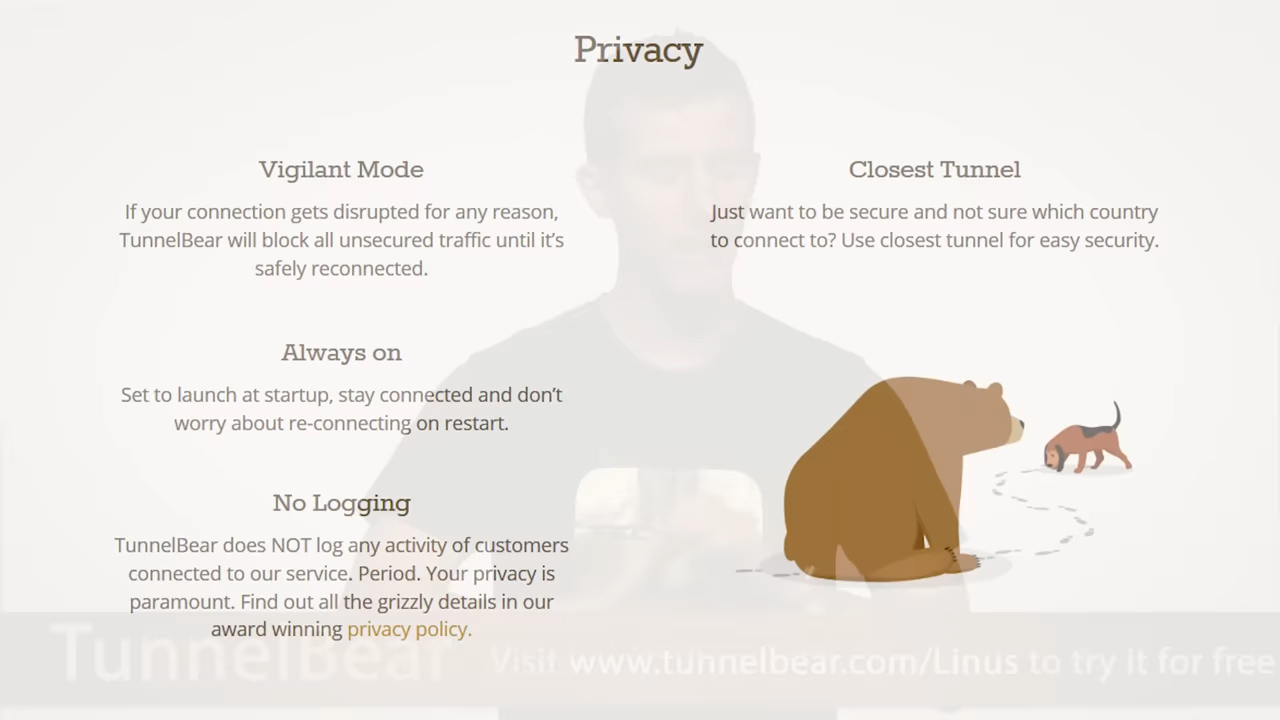 Privacy
Vigilant Mode
If your connection gets disrupted for any reason,
TunnelBear will block all unsecured traffic until it's
safely reconnected.
Closest Tunnel
Just want to be secure and not sure which country
to connect to? Use closest tunnel for easy security.
Always on
Set to launch at startup, stay connected and don't
worry about re-connecting on restart.
No Logging
TunnelBear does NOT log any activity of customers
connected to our service. Period. Your privacy is
paramount. Find out all the grizzly details in our
award winning privacy policy.
TunnelBear
Visit www.tunnelbear.com/Linus to try it for free